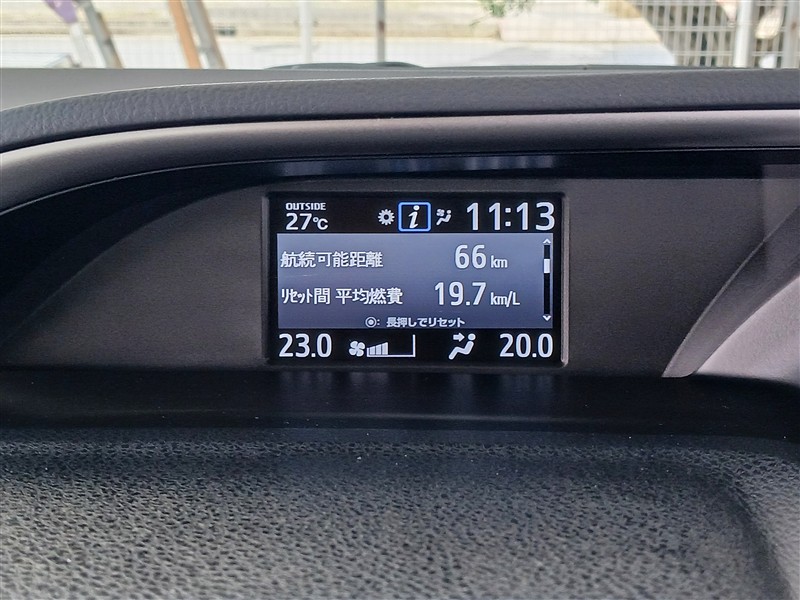 OUTSIDE
27℃ i 11:13
航続可能距離 66 km
ﾘｾｯﾄ間 平均燃費 19.7 km/L
◉: 長押しでリセット
23.0 20.0